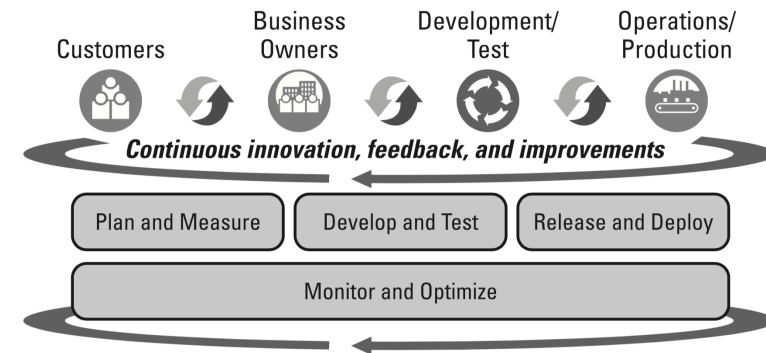 Customers
Business
Owners
Development/
Test
Operations/
Production
Continuous innovation, feedback, and improvements
Plan and Measure
Develop and Test
Release and Deploy
Monitor and Optimize